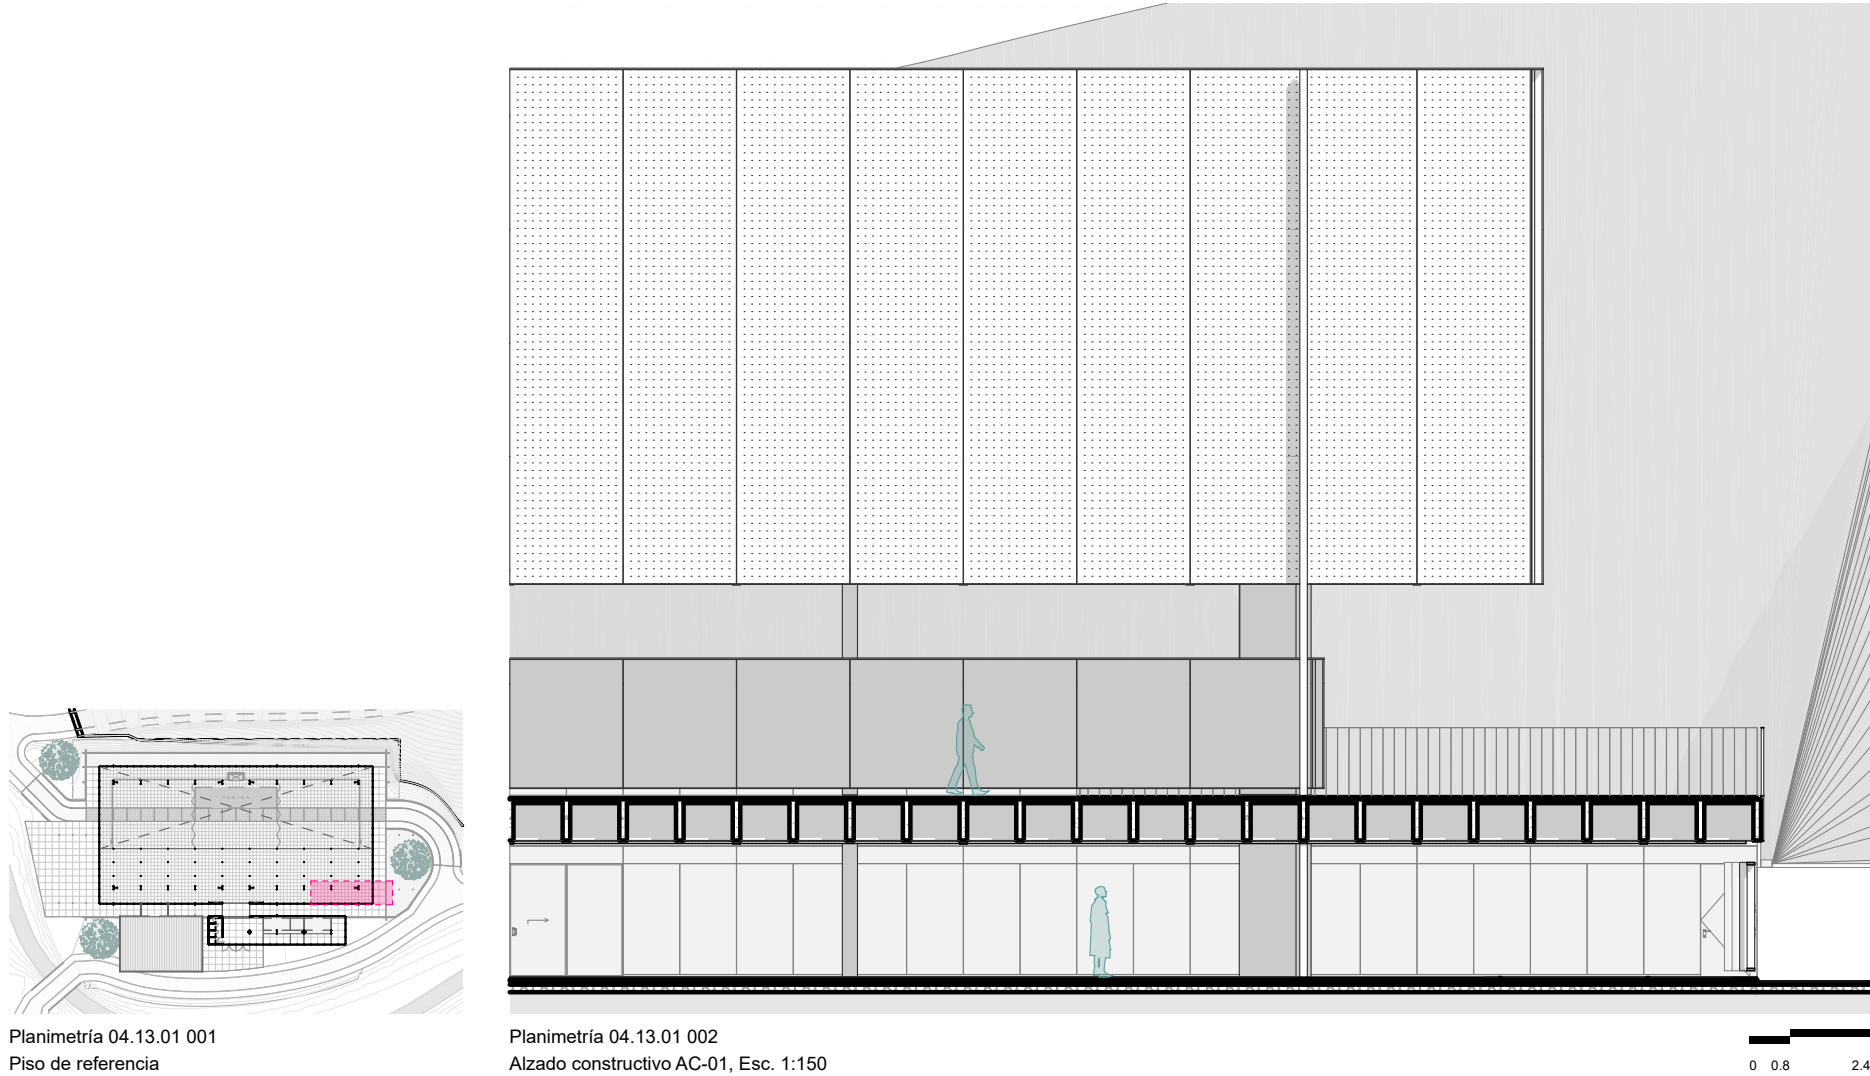 Planimetría 04.13.01 001
Piso de referencia
Planimetría 04.13.01 002
Alzado constructivo AC-01, Esc. 1:150
0 0.8 2.4